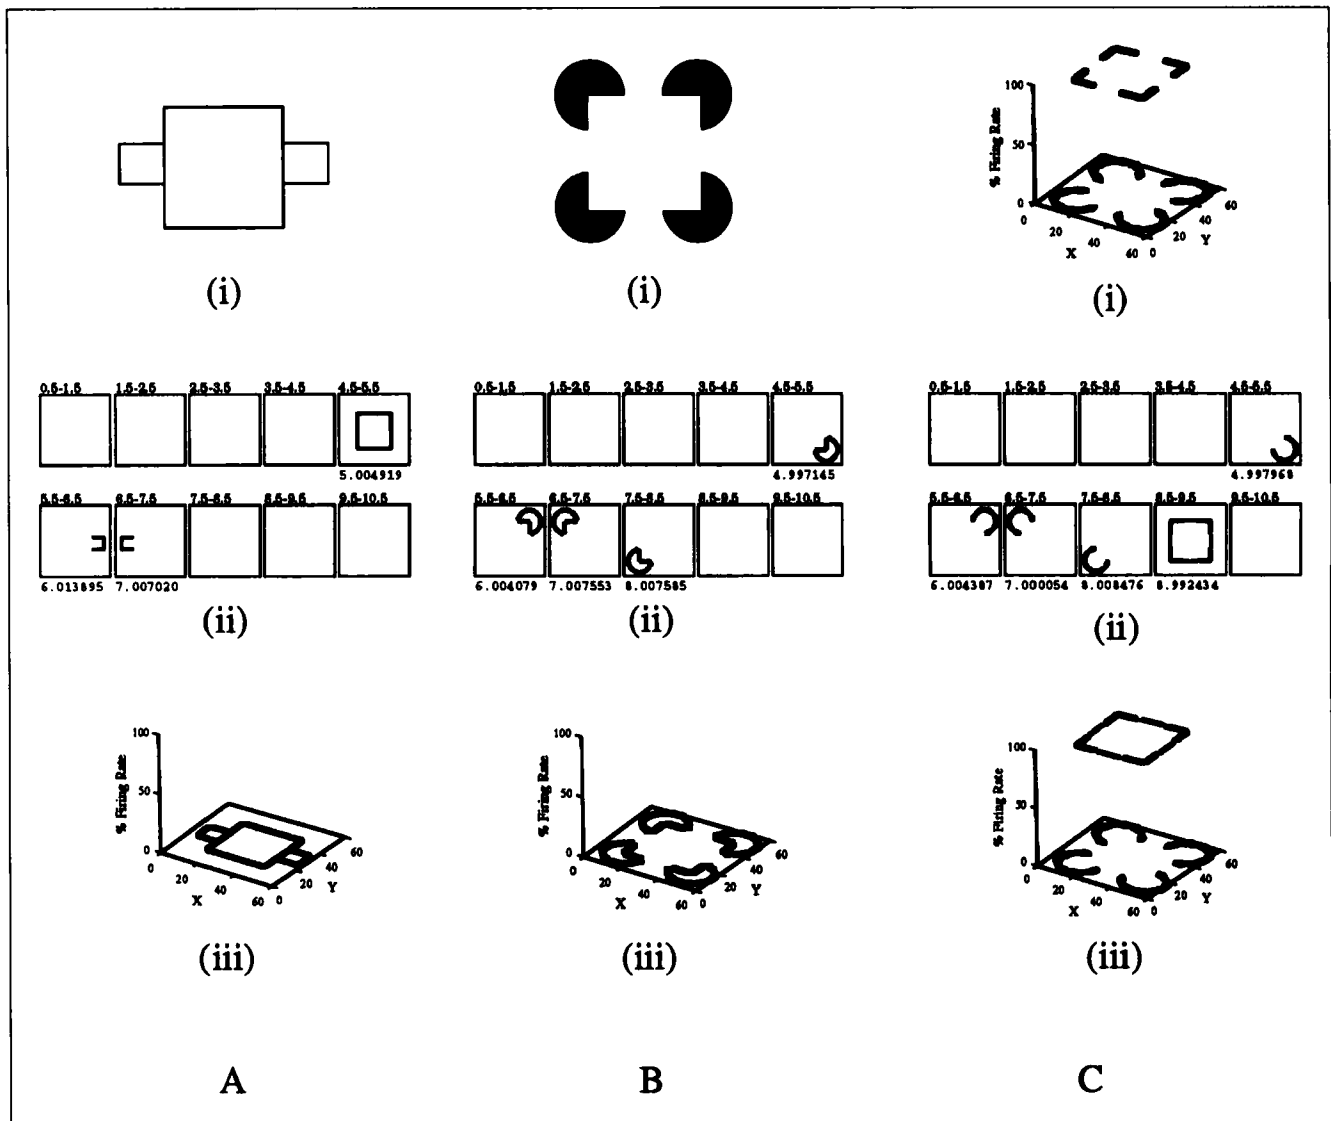 100
50
0
% Firing Rate
0 20 40 60
X
0 20 40 60
Y
(i)
(i)
(i)
0.5-1.5 1.5-2.5 2.5-3.5 3.5-4.5 4.5-5.5
5.004919
5.5-6.5 6.5-7.5 7.5-8.5 8.5-9.5 9.5-10.5
6.013895 7.007020
(ii)
0.5-1.5 1.5-2.5 2.5-3.5 3.5-4.5 4.5-5.5
4.997145
5.5-6.5 6.5-7.5 7.5-8.5 8.5-9.5 9.5-10.5
6.004079 7.007553 8.007585
(ii)
0.5-1.5 1.5-2.5 2.5-3.5 3.5-4.5 4.5-5.5
4.997968
5.5-6.5 6.5-7.5 7.5-8.5 8.5-9.5 9.5-10.5
6.004387 7.000054 8.008476 8.992434
(ii)
100
50
0
% Firing Rate
0 20 40 60
X
0 20 40 60
Y
(iii)
100
50
0
% Firing Rate
0 20 40 60
X
0 20 40 60
Y
(iii)
100
50
0
% Firing Rate
0 20 40 60
X
0 20 40 60
Y
(iii)
A
B
C